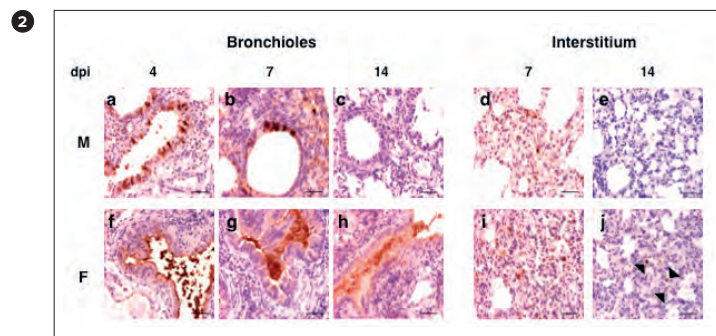 2
Bronchioles Interstitium
dpi 4 7 14 7 14
M a b c d e
F f g h i j